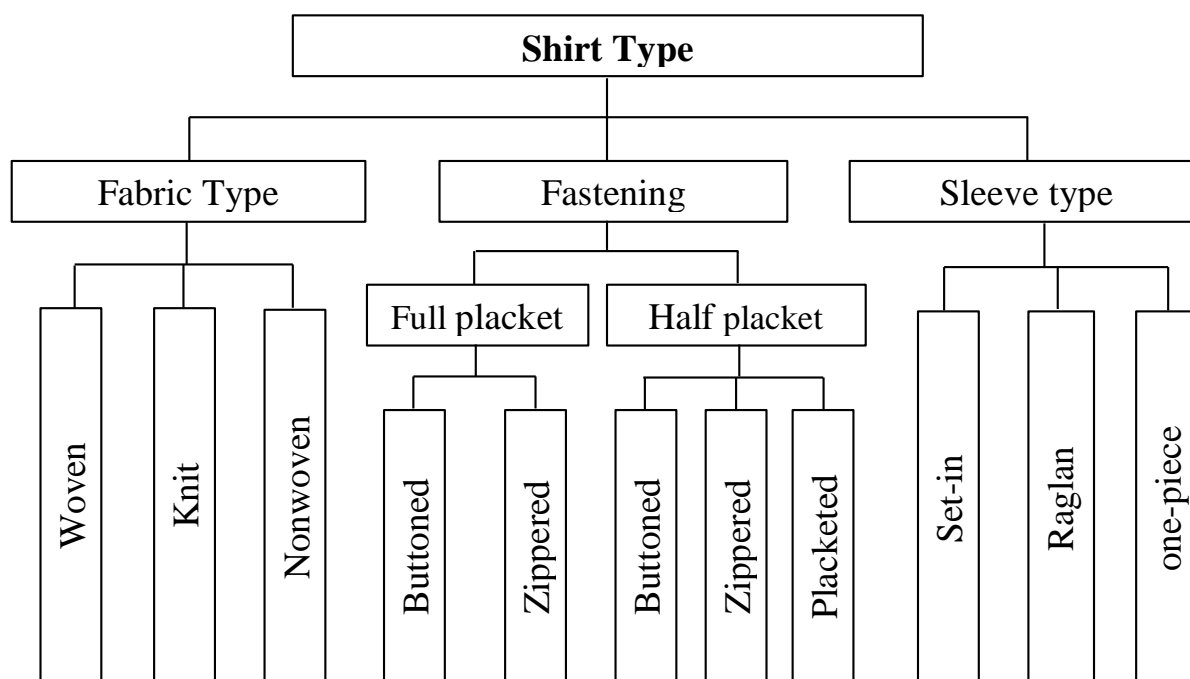 Shirt Type
Fabric Type
Fastening
Sleeve type
Full placket
Half placket
Woven
Knit
Nonwoven
Buttoned
Zippered
Buttoned
Zippered
Placketed
Set-in
Raglan
one-piece